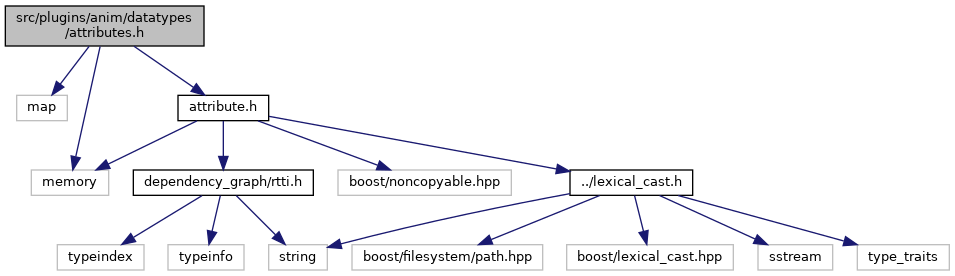 src/plugins/anim/datatypes
/attributes.h
map
attribute.h
memory
dependency_graph/rtti.h
boost/noncopyable.hpp
../lexical_cast.h
typeindex
typeinfo
string
boost/filesystem/path.hpp
boost/lexical_cast.hpp
sstream
type_traits